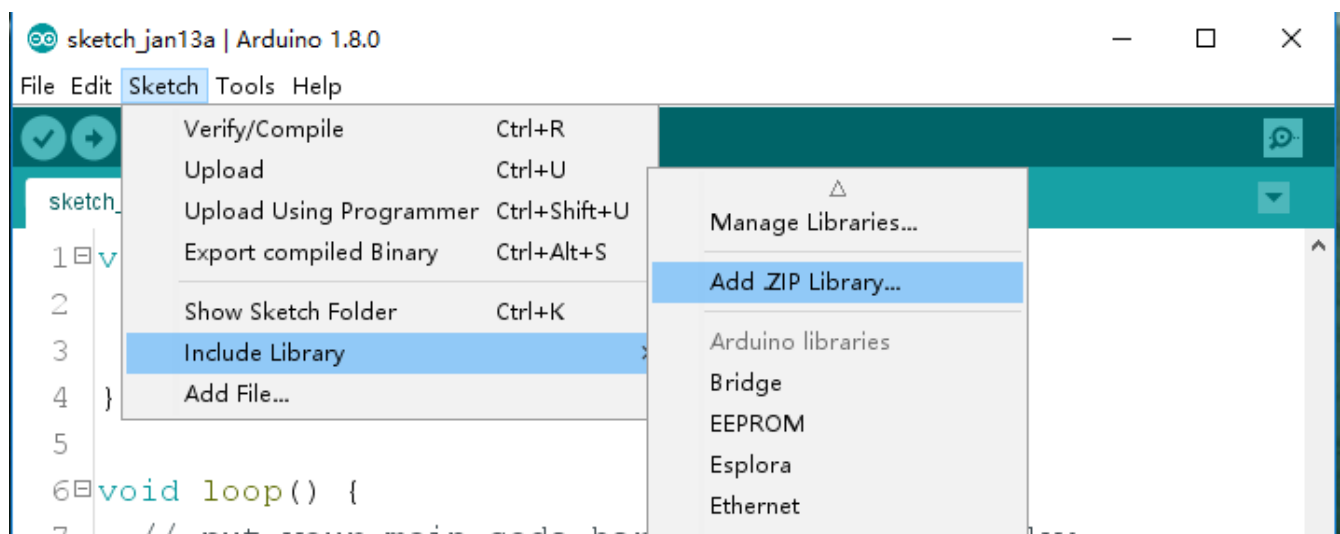 sketch_jan13a | Arduino 1.8.0
File Edit Sketch Tools Help
Verify/Compile Ctrl+R
Upload Ctrl+U
Upload Using Programmer Ctrl+Shift+U
Export compiled Binary Ctrl+Alt+S
Show Sketch Folder Ctrl+K
Include Library
Add File...
Manage Libraries...
Add .ZIP Library...
Arduino libraries
Bridge
EEPROM
Esplora
Ethernet
sketch_
1 v
2
3
4 }
5
6 void loop() {